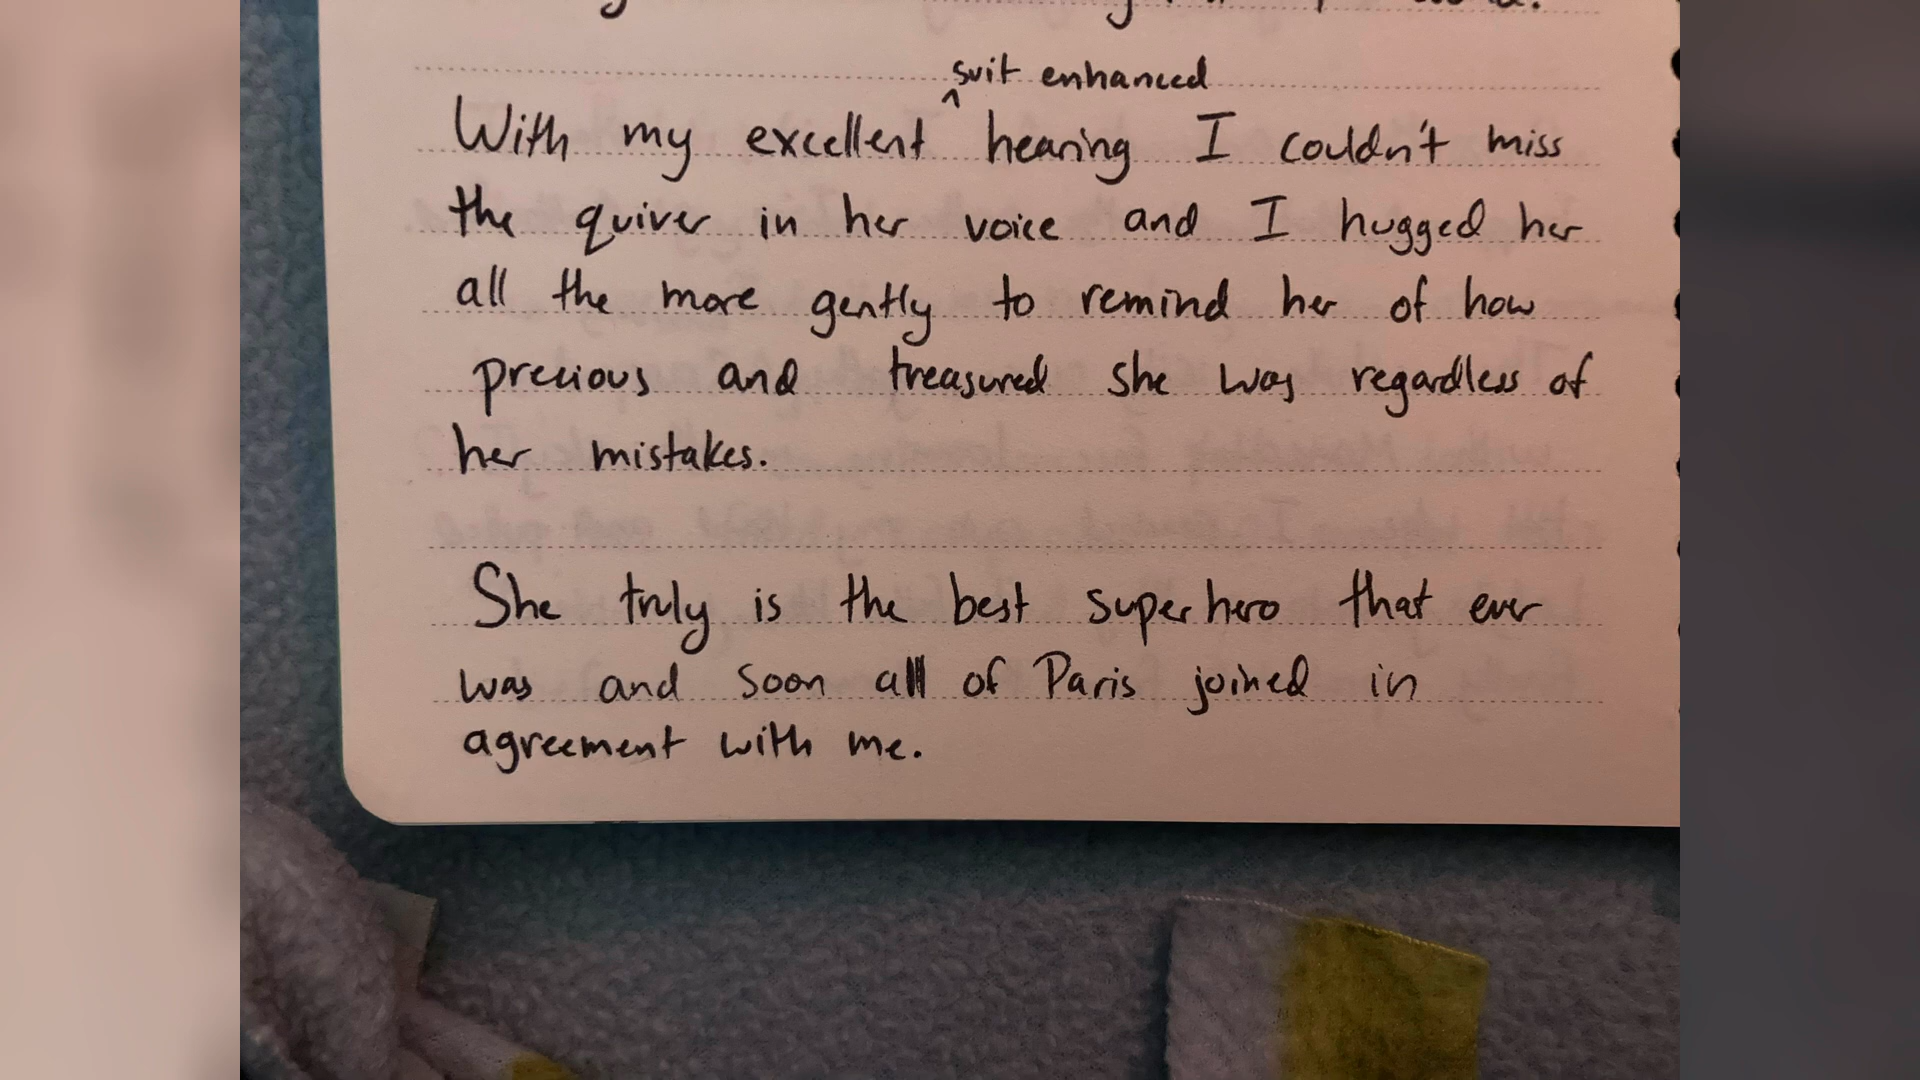 suit enhanced
With my excellent ^ hearing I couldn't miss
the quiver in her voice and I hugged her
all the more gently to remind her of how
precious and treasured she was regardless of
her mistakes.
She truly is the best superhero that ever
was and soon all of Paris joined in
agreement with me.